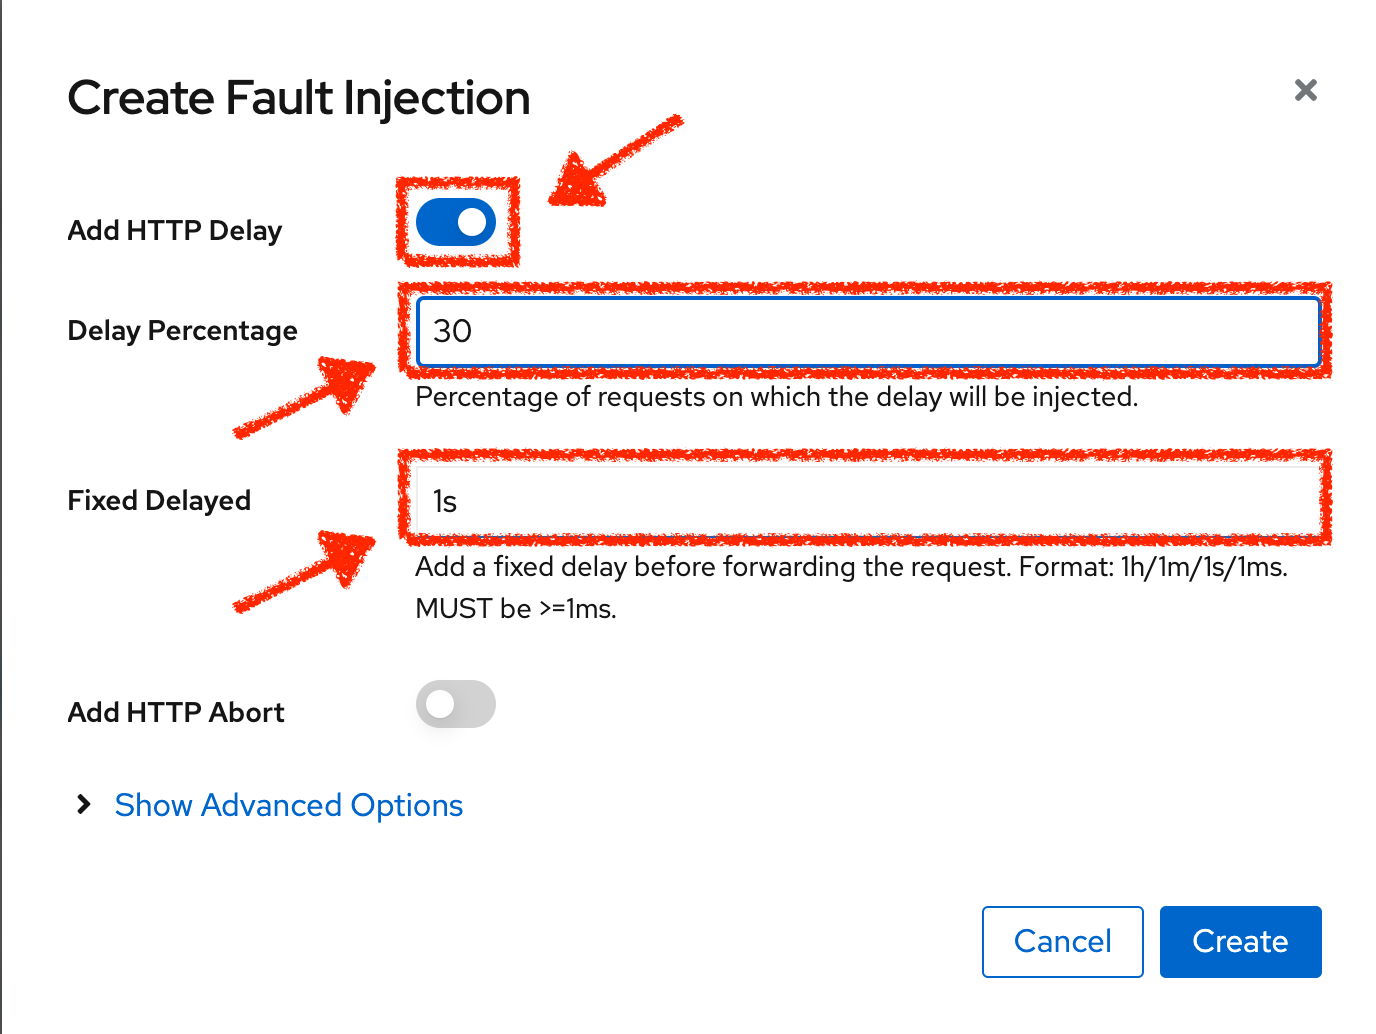 Create Fault Injection
Add HTTP Delay
Delay Percentage
30
Percentage of requests on which the delay will be injected.
Fixed Delayed
1s
Add a fixed delay before forwarding the request. Format: 1h/1m/1s/1ms.
MUST be >=1ms.
Add HTTP Abort
Show Advanced Options
Cancel
Create